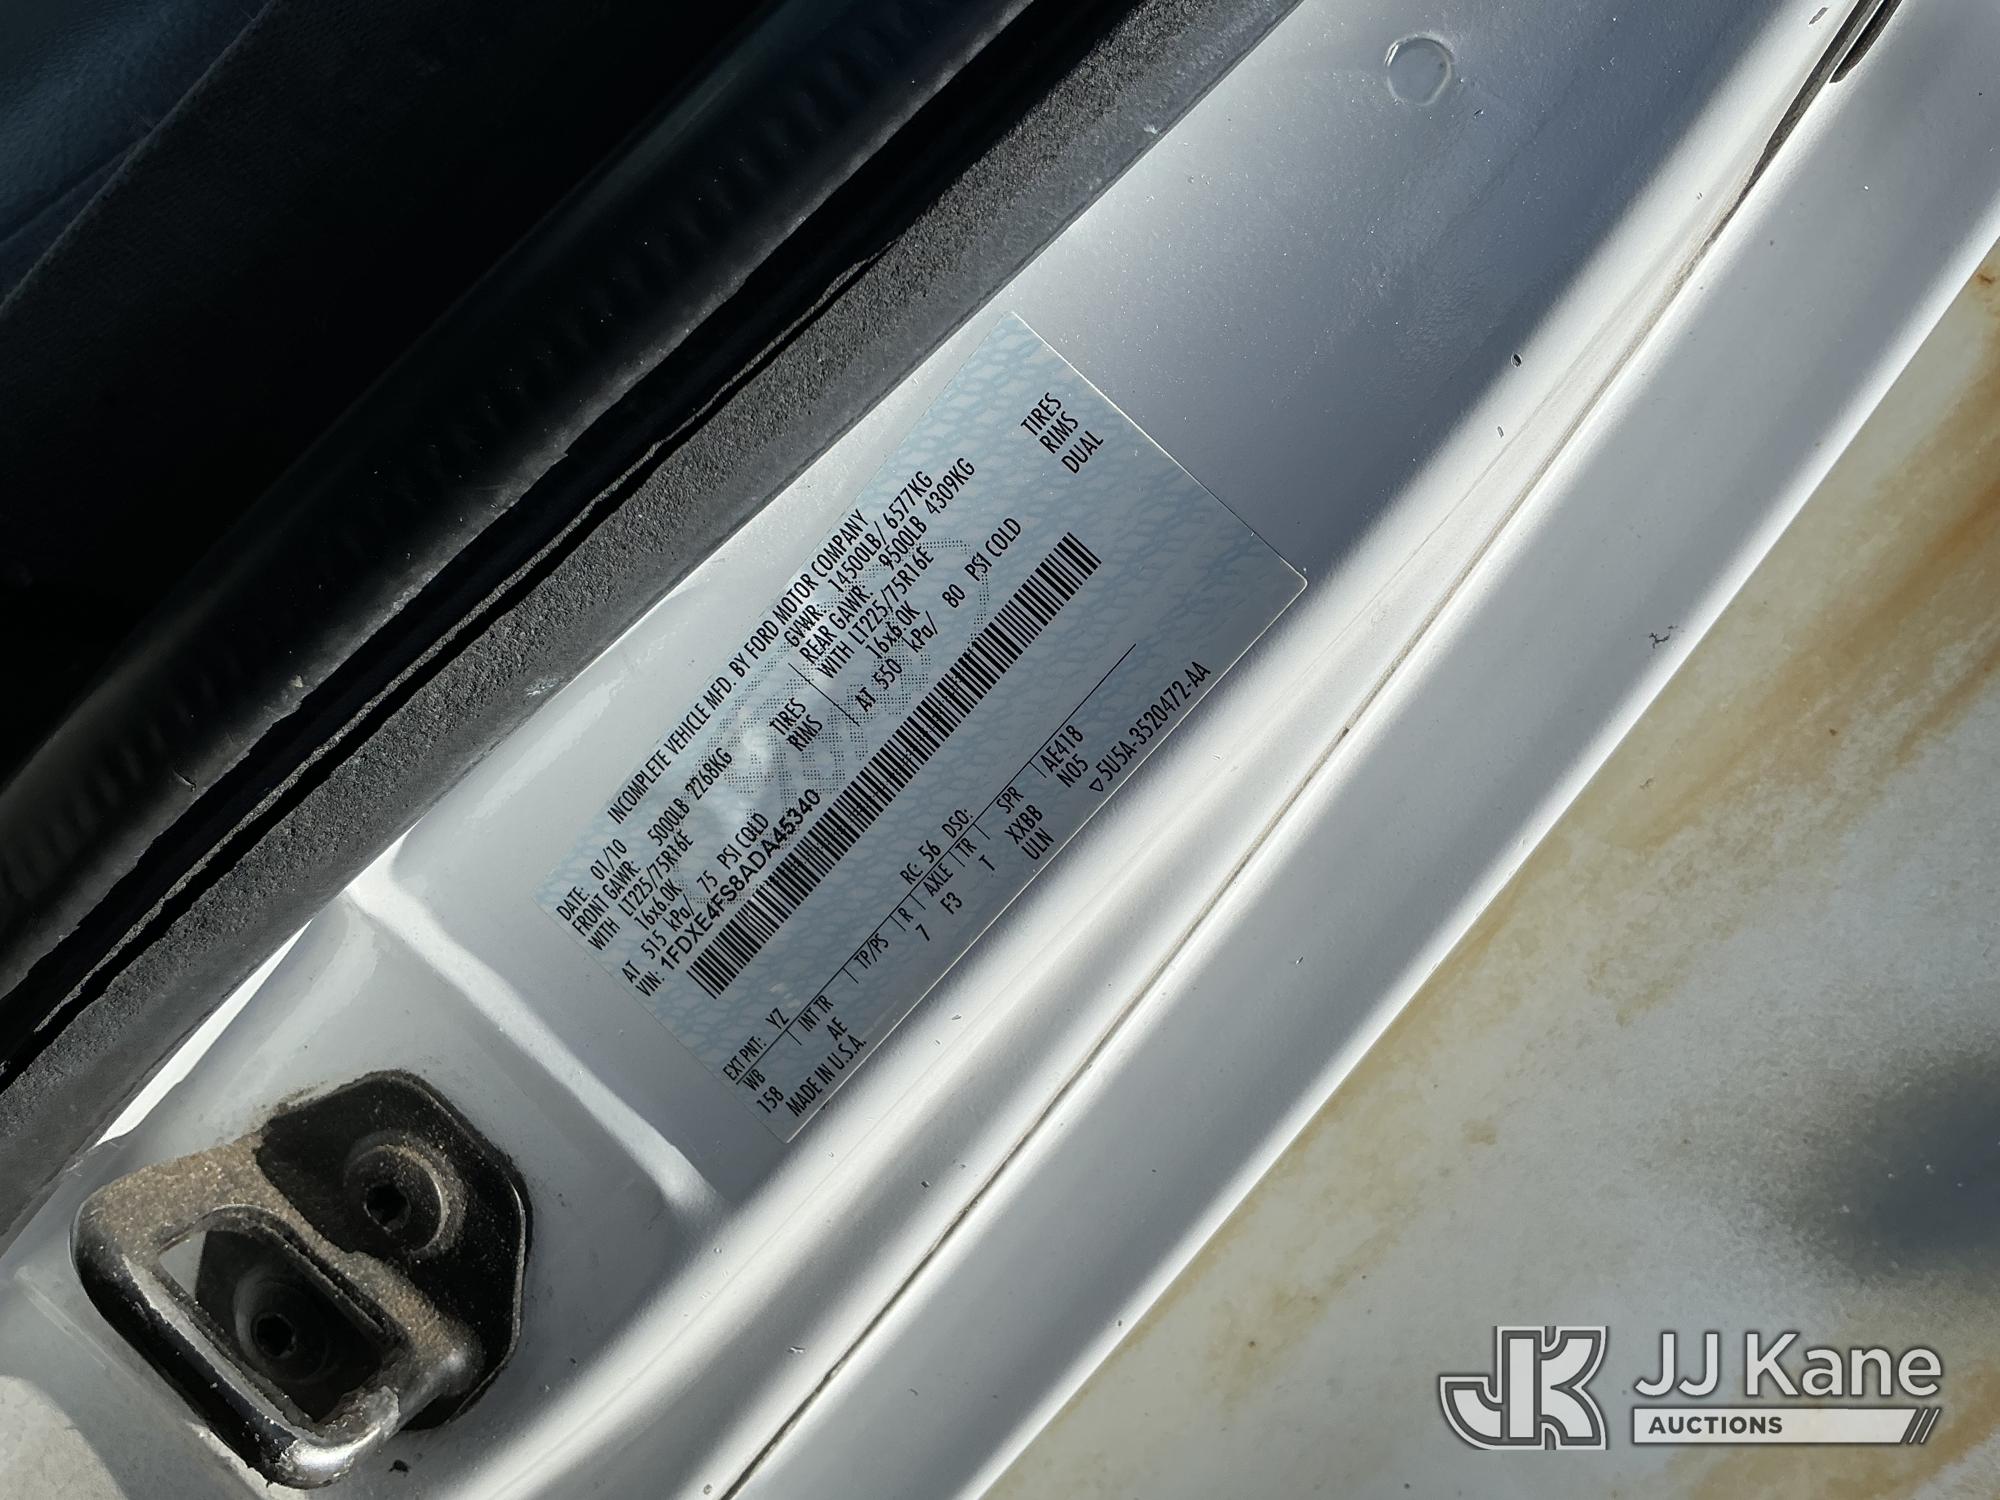 INCOMPLETE VEHICLE MFD. BY FORD MOTOR COMPANY
DATE: 01/10 GVWR: 14500LB/ 6577KG
FRONT GAWR: 5000LB 2268KG REAR GAWR: 9500LB 4309KG
WITH LT225/75R16E TIRES WITH LT225/75R16E TIRES
16x6.0K RIMS 16x6.0K RIMS
AT 515 kPa/ 75 PSI COLD AT 550 kPa/ 80 PSI COLD DUAL
VIN: 1FDXE4FS8ADA45340
EXT PNT: YZ RC: 56 DSO:
WB INT TR TP/PS R AXLE TR SPR AE418
158 AE 7 F3 T XXBB N05
MADE IN U.S.A. ULN
▽5U5A-3520472-AA
JK JJ Kane
AUCTIONS